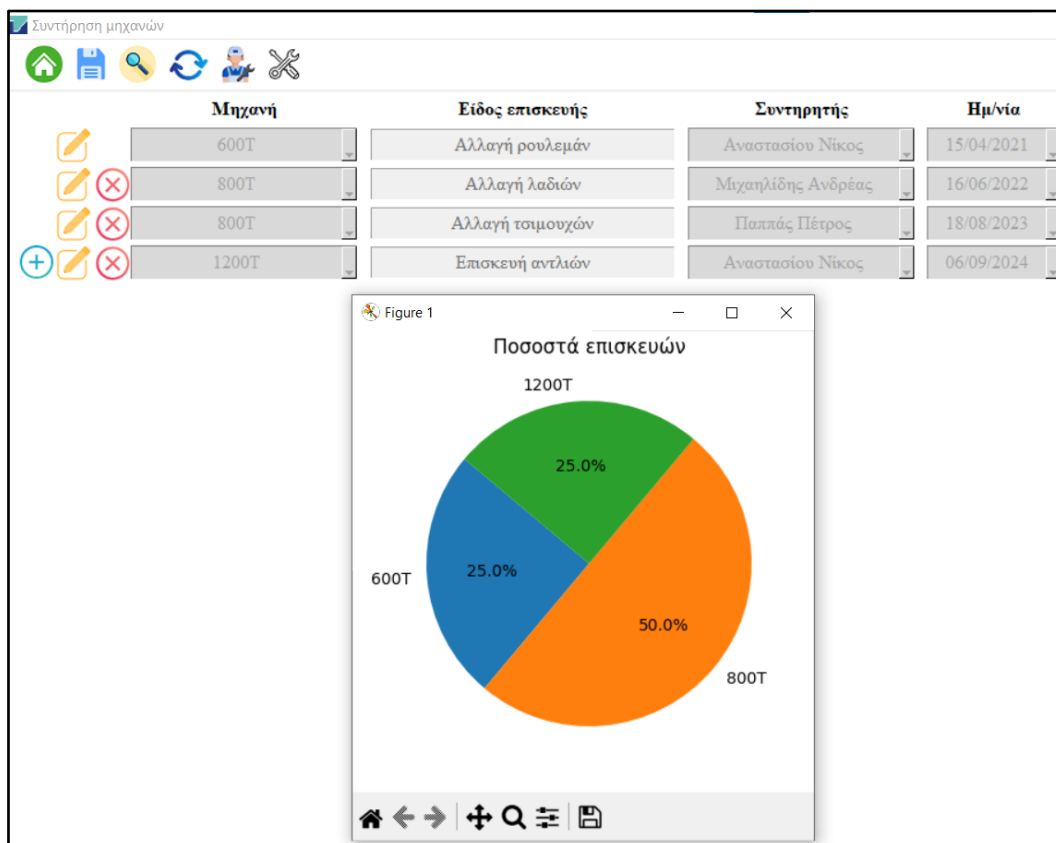 Συντήρηση μηχανών
Μηχανή Είδος επισκευής Συντηρητής Ημ/νία
600T Αλλαγή ρουλεμάν Αναστασίου Νίκος 15/04/2021
800T Αλλαγή λαδιών Μιχαηλίδης Ανδρέας 16/06/2022
800T Αλλαγή τσιμουχών Παππάς Πέτρος 18/08/2023
1200T Επισκευή αντλιών Αναστασίου Νίκος 06/09/2024
Figure 1
Ποσοστά επισκευών
1200T
25.0%
600T
25.0%
50.0%
800T